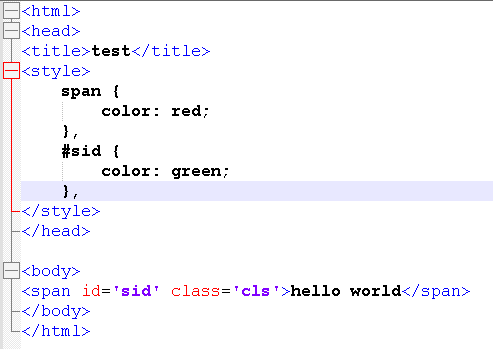 <html>
<head>
<title>test</title>
<style>
    span {
        color: red;
    },
    #sid {
        color: green;
    },
</style>
</head>

<body>
<span id='sid' class='cls'>hello world</span>
</body>
</html>